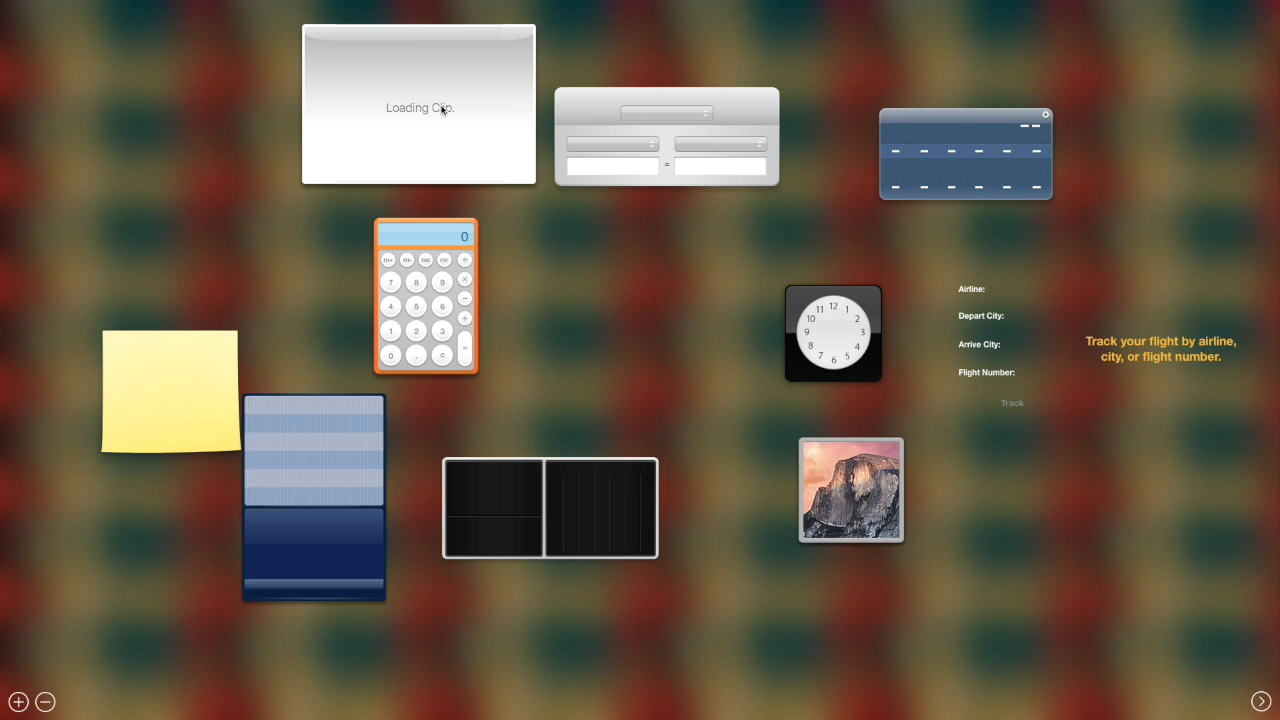 Loading Clip.
=
0
m+ m- mc mr ÷
7 8 9 ×
4 5 6 −
1 2 3 +
0 . c =
12
11 1
10 2
9 3
8 4
7 5
6
Airline:
Depart City:
Arrive City:
Flight Number:
Track
Track your flight by airline,
city, or flight number.